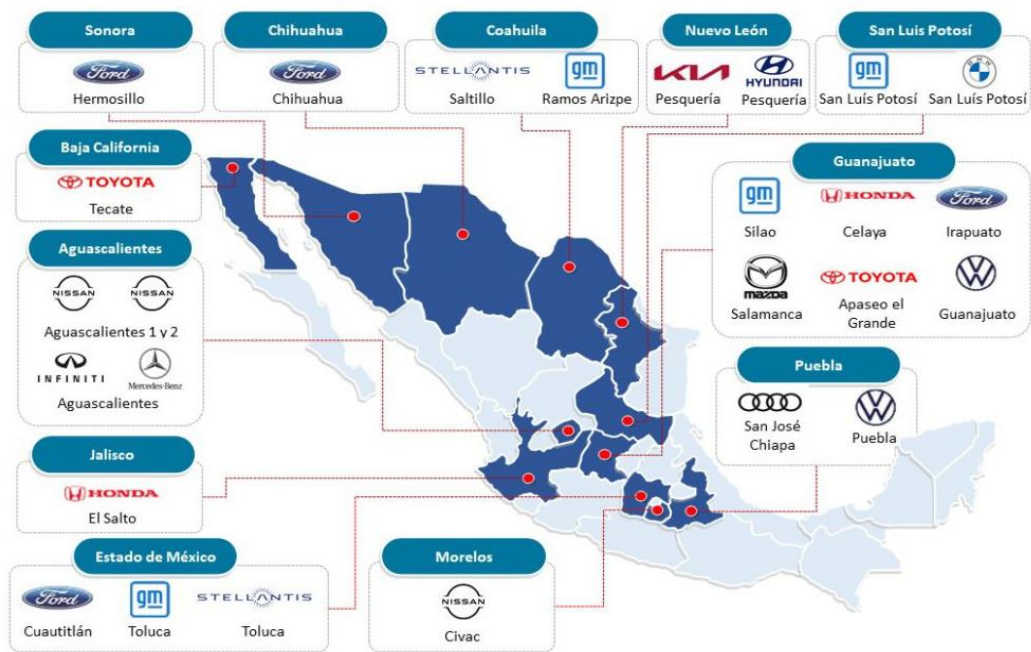 Sonora
Ford
Hermosillo
Chihuahua
Ford
Chihuahua
Coahuila
STELLANTIS
Saltillo
gm
Ramos Arizpe
Nuevo León
KIA
Pesquería
HYUNDAI
Pesquería
San Luis Potosí
gm
San Luís Potosí
BMW
San Luís Potosí
Baja California
TOYOTA
Tecate
Aguascalientes
NISSAN
NISSAN
Aguascalientes 1 y 2
INFINITI
Mercedes-Benz
Aguascalientes
Guanajuato
gm
Silao
HONDA
Celaya
Ford
Irapuato
mazda
Salamanca
TOYOTA
Apaseo el
Grande
Guanajuato
Puebla
San José
Chiapa
Puebla
Jalisco
HONDA
El Salto
Estado de México
Ford
Cuautitlán
gm
Toluca
STELLANTIS
Toluca
Morelos
NISSAN
Civac